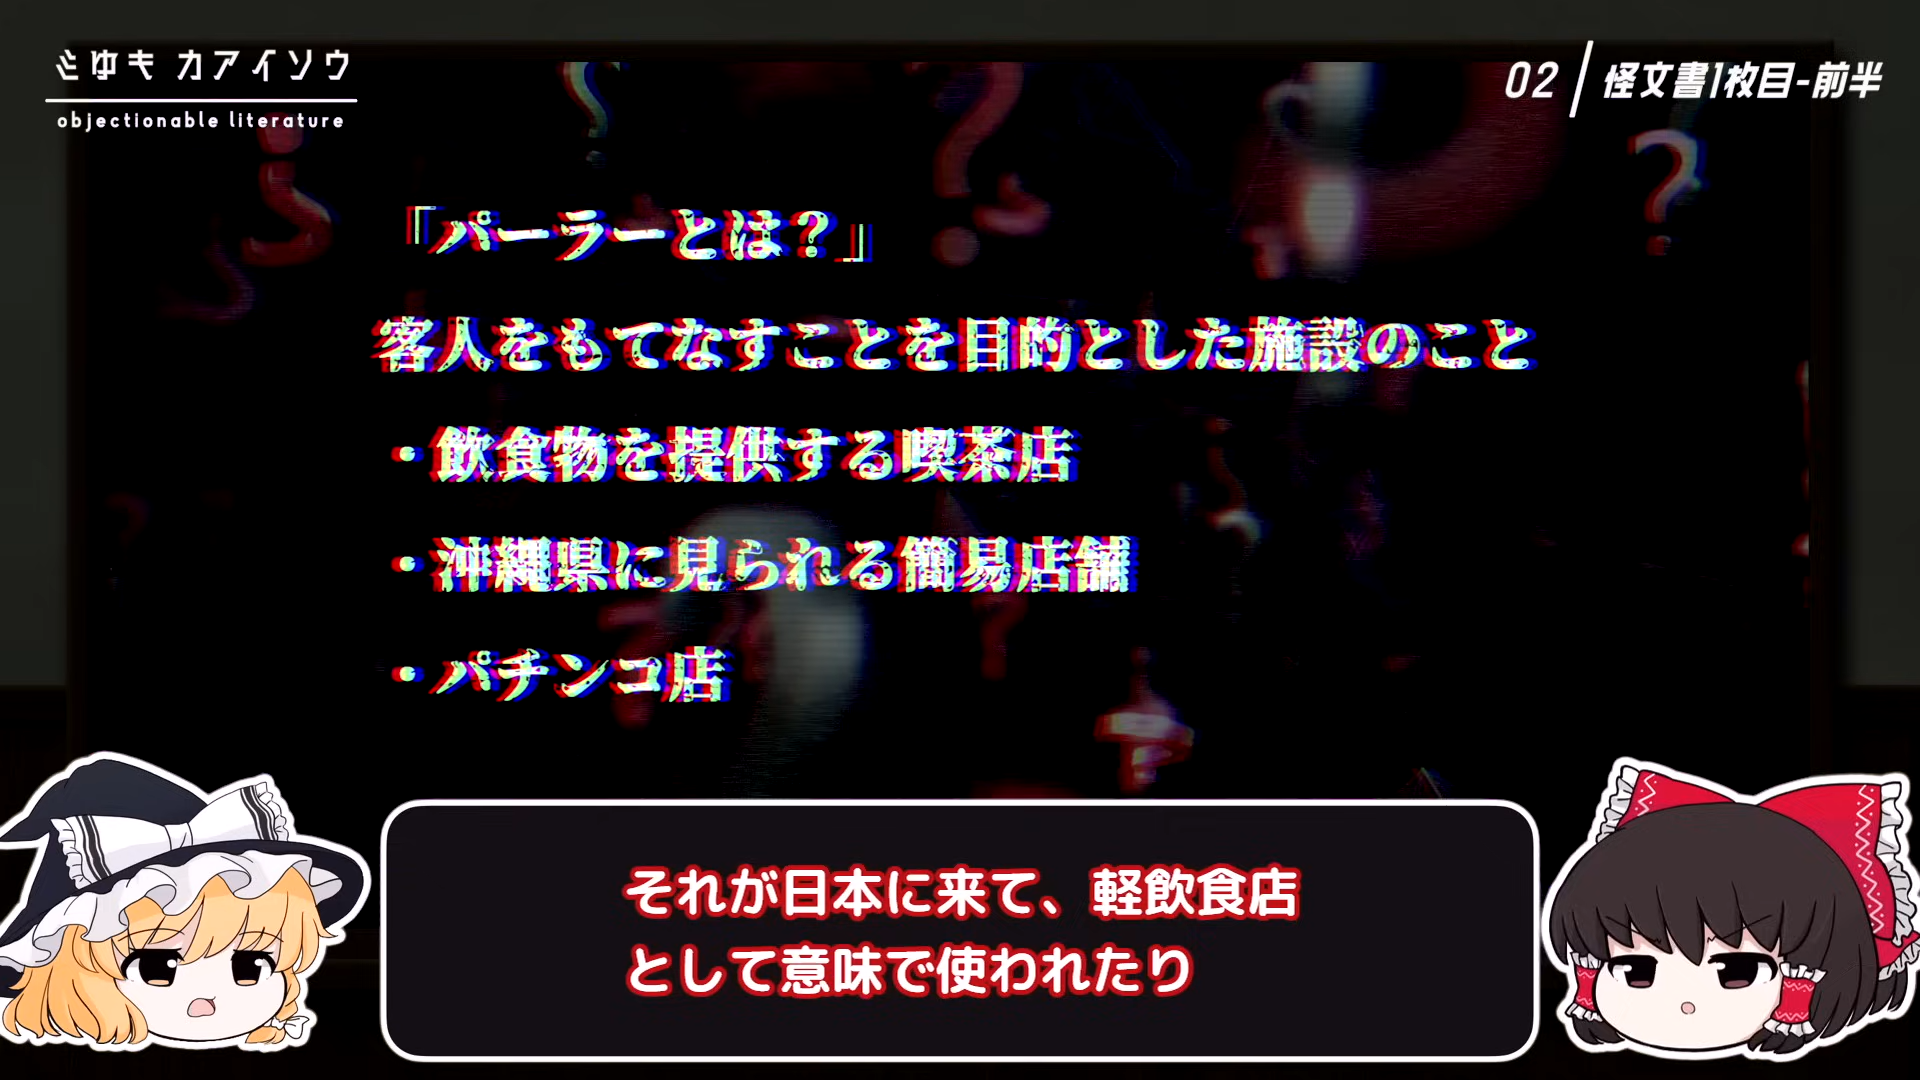 ミゆキ カアイソウ
objectionable literature
02 / 怪文書1枚目-前半
「パーラーとは？」
客人をもてなすことを目的とした施設のこと
・飲食物を提供する喫茶店
・沖縄県に見られる簡易店舗
・パチンコ店
それが日本に来て、軽飲食店
として意味で使われたり